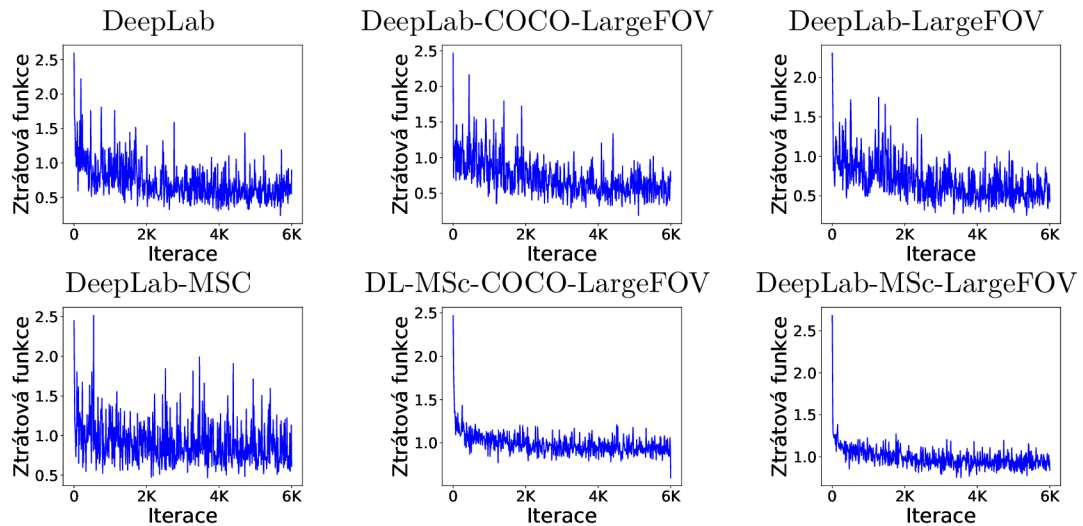 DeepLab
DeepLab-COCO-LargeFOV
DeepLab-LargeFOV
Ztrátová funkce
2.5
2.0
1.5
1.0
0.5
0
2K
4K
6K
Iterace
Ztrátová funkce
2.5
2.0
1.5
1.0
0.5
0
2K
4K
6K
Iterace
Ztrátová funkce
2.0
1.5
1.0
0.5
0
2K
4K
6K
Iterace
DeepLab-MSC
DL-MSc-COCO-LargeFOV
DeepLab-MSc-LargeFOV
Ztrátová funkce
2.5
2.0
1.5
1.0
0.5
0
2K
4K
6K
Iterace
Ztrátová funkce
2.5
2.0
1.5
1.0
0
2K
4K
6K
Iterace
Ztrátová funkce
2.5
2.0
1.5
1.0
0
2K
4K
6K
Iterace